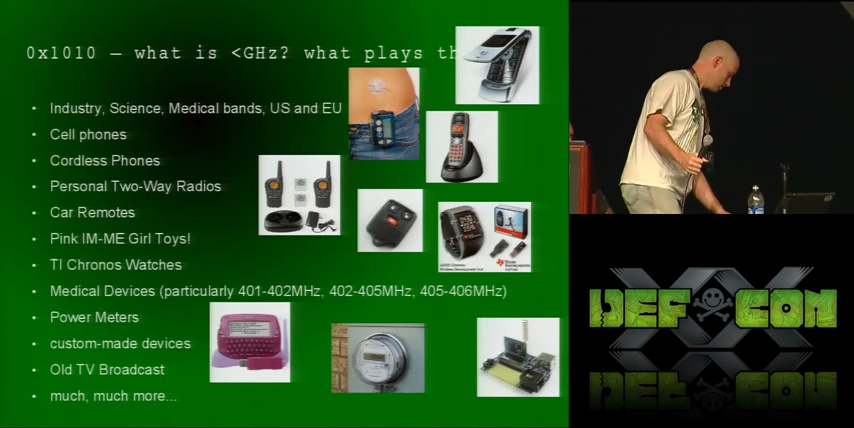 0x1010 – what is <GHz? what plays th
• Industry, Science, Medical bands, US and EU
• Cell phones
• Cordless Phones
• Personal Two-Way Radios
• Car Remotes
• Pink IM-ME Girl Toys!
• TI Chronos Watches
• Medical Devices (particularly 401-402MHz, 402-405MHz, 405-406MHz)
• Power Meters
• custom-made devices
• Old TV Broadcast
• much, much more...
DEF CON
XX